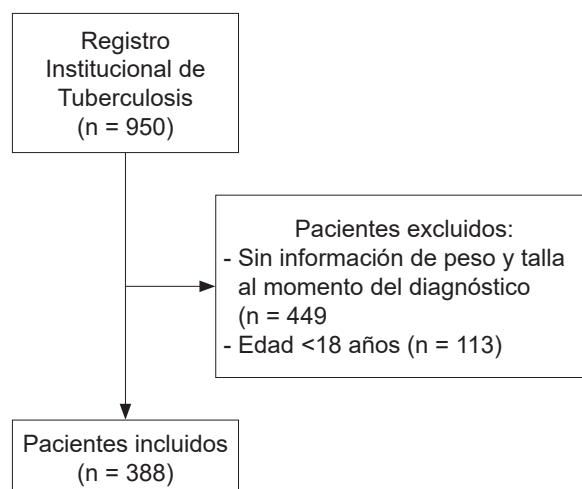 Registro
Institucional de
Tuberculosis
(n = 950)
Pacientes excluidos:
- Sin información de peso y talla
al momento del diagnóstico
(n = 449
- Edad <18 años (n = 113)
Pacientes incluidos
(n = 388)